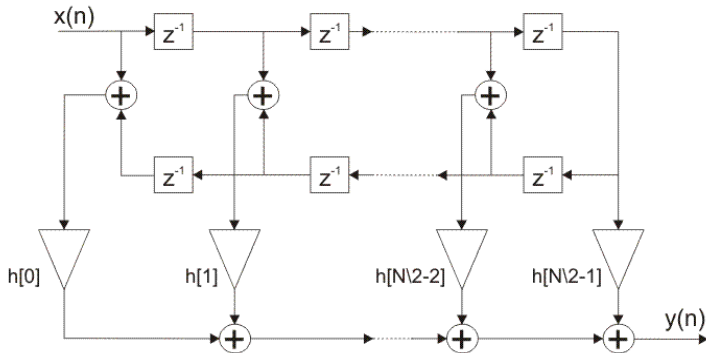 x(n)
z⁻¹
z⁻¹
z⁻¹
+
+
+
z⁻¹
z⁻¹
z⁻¹
h[0]
h[1]
h[N\2-2]
h[N\2-1]
y(n)
+
+
+